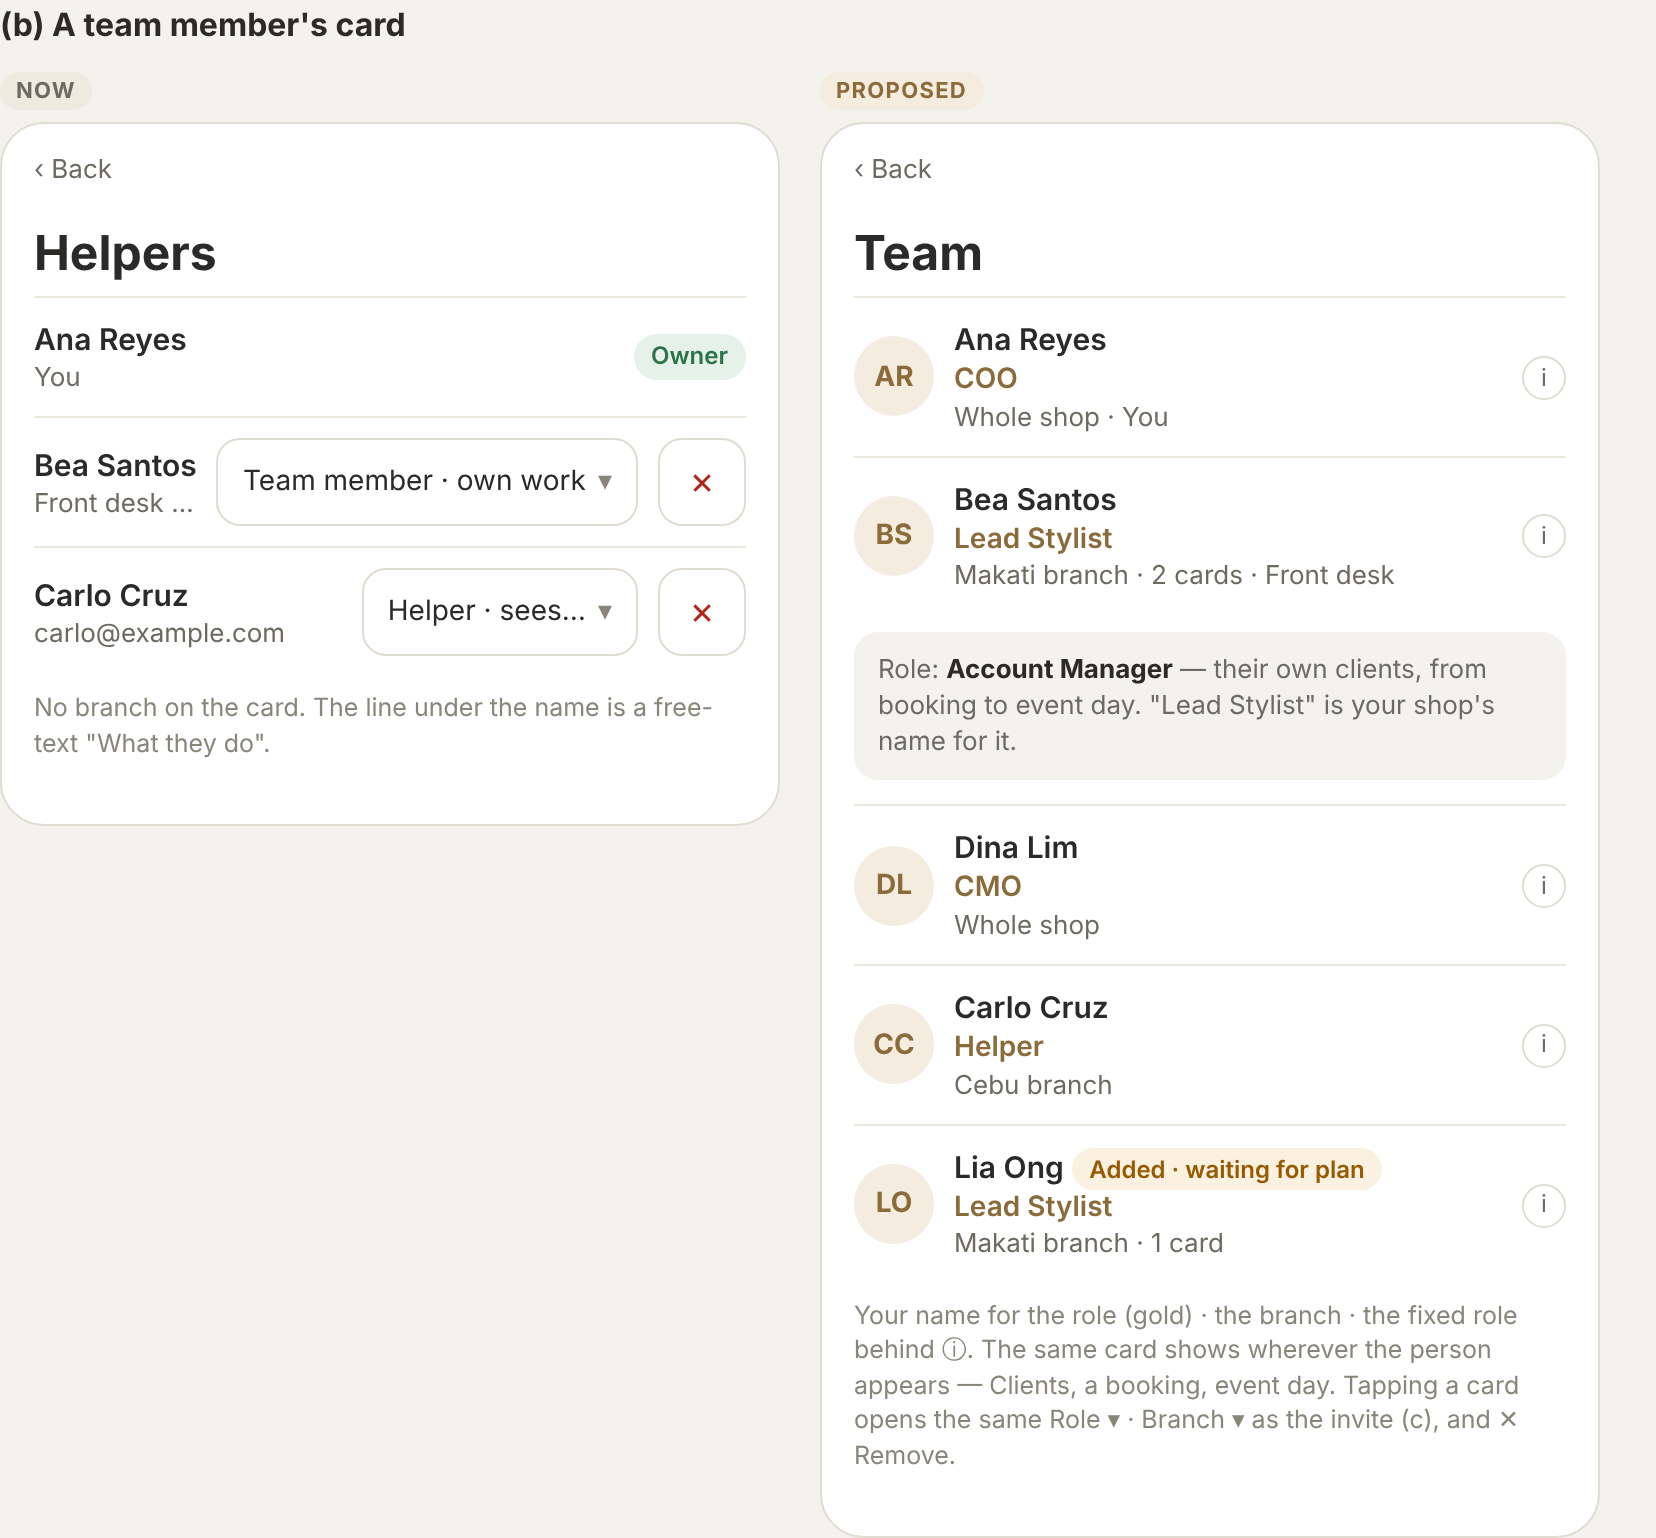 (b) A team member's card
NOW
‹ Back
Helpers
Ana Reyes
You
Owner
Bea Santos
Front desk ...
Team member · own work ▾
✕
Carlo Cruz
carlo@example.com
Helper · sees... ▾
✕
No branch on the card. The line under the name is a free-
text "What they do".
PROPOSED
‹ Back
Team
AR
Ana Reyes
COO
Whole shop · You
i
BS
Bea Santos
Lead Stylist
Makati branch · 2 cards · Front desk
i
Role: Account Manager — their own clients, from
booking to event day. "Lead Stylist" is your shop's
name for it.
DL
Dina Lim
CMO
Whole shop
i
CC
Carlo Cruz
Helper
Cebu branch
i
LO
Lia Ong
Added · waiting for plan
Lead Stylist
Makati branch · 1 card
i
Your name for the role (gold) · the branch · the fixed role
behind ⓘ. The same card shows wherever the person
appears — Clients, a booking, event day. Tapping a card
opens the same Role ▾ · Branch ▾ as the invite (c), and ✕
Remove.